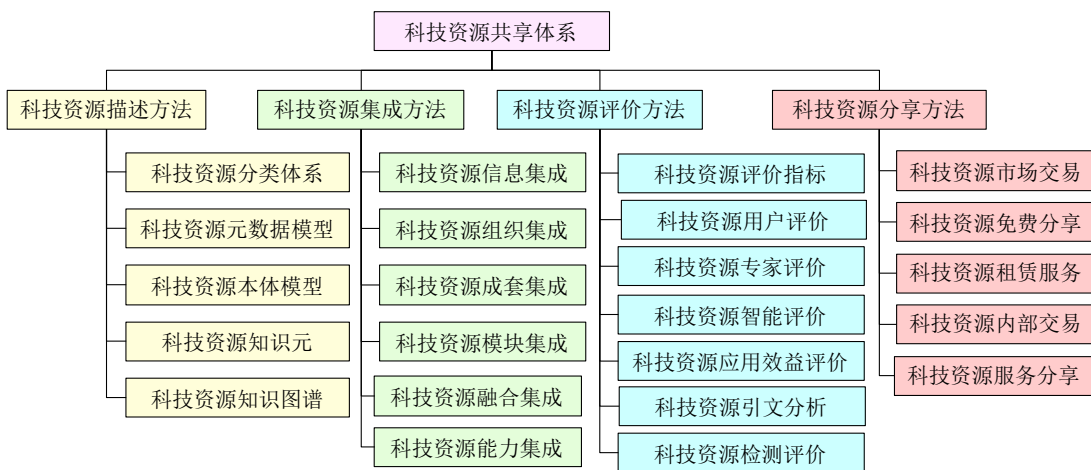 科技资源共享体系
科技资源描述方法
科技资源分类体系
科技资源元数据模型
科技资源本体模型
科技资源知识元
科技资源知识图谱
科技资源集成方法
科技资源信息集成
科技资源组织集成
科技资源成套集成
科技资源模块集成
科技资源融合集成
科技资源能力集成
科技资源评价方法
科技资源评价指标
科技资源用户评价
科技资源专家评价
科技资源智能评价
科技资源应用效益评价
科技资源引文分析
科技资源检测评价
科技资源分享方法
科技资源市场交易
科技资源免费分享
科技资源租赁服务
科技资源内部交易
科技资源服务分享